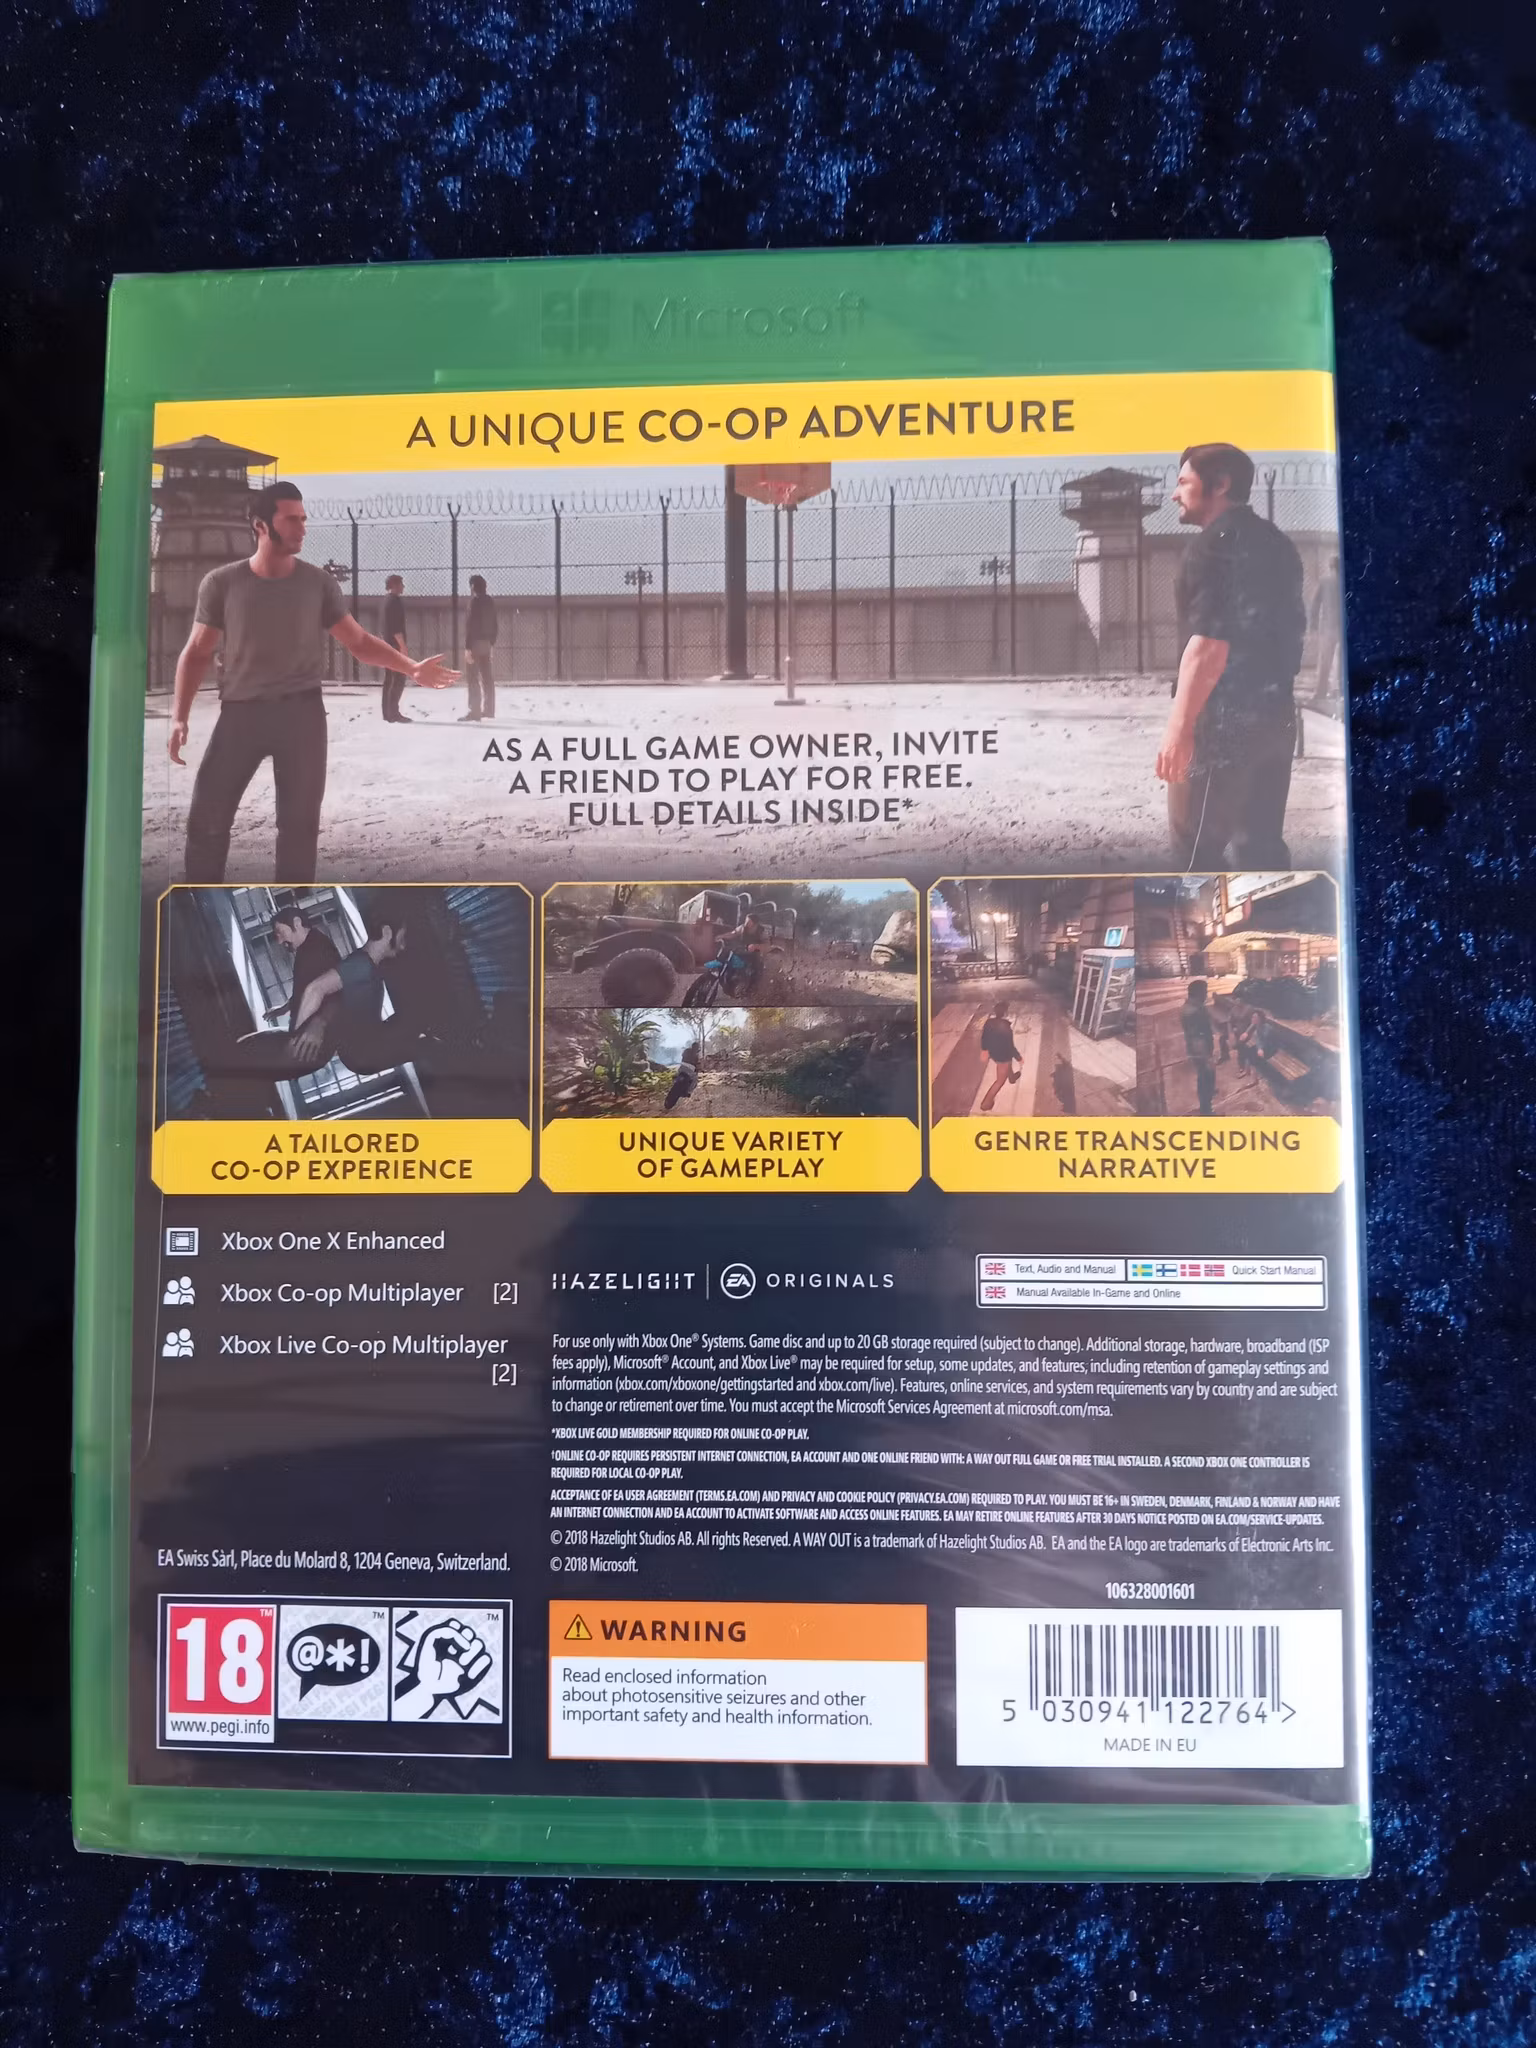 Microsoft
A UNIQUE CO-OP ADVENTURE
AS A FULL GAME OWNER, INVITE
A FRIEND TO PLAY FOR FREE.
FULL DETAILS INSIDE*
A TAILORED
CO-OP EXPERIENCE
UNIQUE VARIETY
OF GAMEPLAY
GENRE TRANSCENDING
NARRATIVE
Xbox One X Enhanced
Xbox Co-op Multiplayer [2]
Xbox Live Co-op Multiplayer
[2]
HAZELIGHT EA ORIGINALS
Text, Audio and Manual Quick Start Manual
Manual Available In-Game and Online
For use only with Xbox One® Systems. Game disc and up to 20 GB storage required (subject to change). Additional storage, hardware, broadband (ISP
fees apply), Microsoft® Account, and Xbox Live® may be required for setup, some updates, and features, including retention of gameplay settings and
information (xbox.com/xboxone/gettingstarted and xbox.com/live). Features, online services, and system requirements vary by country and are subject
to change or retirement over time. You must accept the Microsoft Services Agreement at microsoft.com/msa.
*XBOX LIVE GOLD MEMBERSHIP REQUIRED FOR ONLINE CO-OP PLAY.
†ONLINE CO-OP REQUIRES PERSISTENT INTERNET CONNECTION, EA ACCOUNT AND ONE ONLINE FRIEND WITH: A WAY OUT FULL GAME OR FREE TRIAL INSTALLED. A SECOND XBOX ONE CONTROLLER IS
REQUIRED FOR LOCAL CO-OP PLAY.
ACCEPTANCE OF EA USER AGREEMENT (TERMS.EA.COM) AND PRIVACY AND COOKIE POLICY (PRIVACY.EA.COM) REQUIRED TO PLAY. YOU MUST BE 16+ IN SWEDEN, DENMARK, FINLAND & NORWAY AND HAVE
AN INTERNET CONNECTION AND EA ACCOUNT TO ACTIVATE SOFTWARE AND ACCESS ONLINE FEATURES. EA MAY RETIRE ONLINE FEATURES AFTER 30 DAYS NOTICE POSTED ON EA.COM/SERVICE-UPDATES.
© 2018 Hazelight Studios AB. All rights Reserved. A WAY OUT is a trademark of Hazelight Studios AB. EA and the EA logo are trademarks of Electronic Arts Inc.
© 2018 Microsoft.
EA Swiss Sàrl, Place du Molard 8, 1204 Geneva, Switzerland.
106328001601
18™
@*!™
™
www.pegi.info
WARNING
Read enclosed information
about photosensitive seizures and other
important safety and health information.
5 030941 122764 >
MADE IN EU